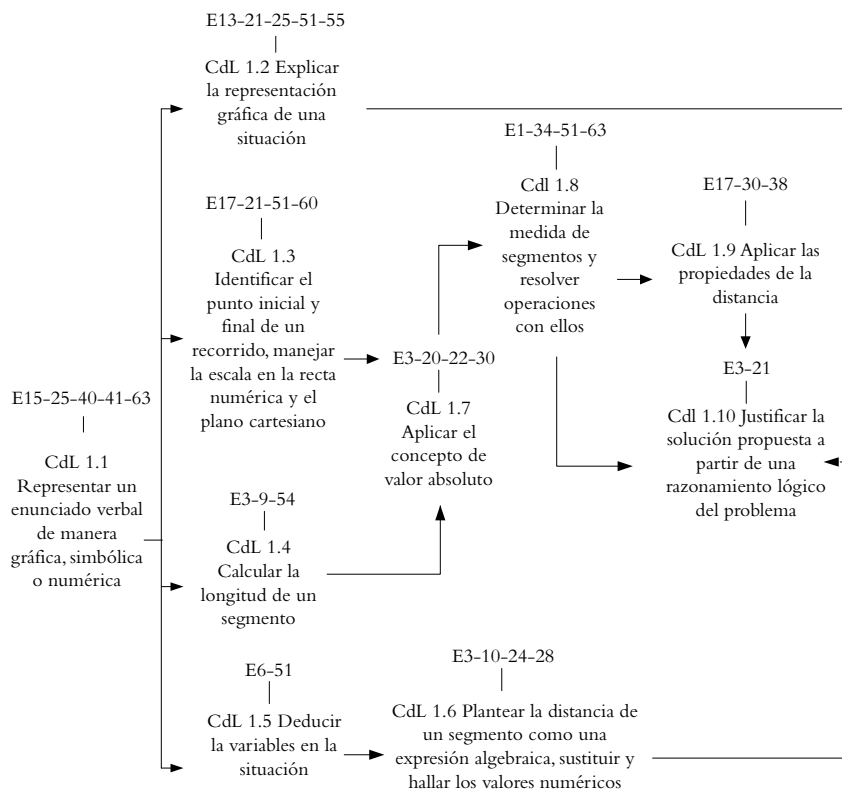 E13-21-25-51-55
CdL 1.2 Explicar
la representación
gráfica de una
situación
E17-21-51-60
CdL 1.3
Identificar el
punto inicial y
final de un
recorrido, manejar
la escala en la recta
numérica y el
plano cartesiano
E15-25-40-41-63
CdL 1.1
Representar un
enunciado verbal
de manera
gráfica, simbólica
o numérica
E3-9-54
CdL 1.4
Calcular la
longitud de un
segmento
E6-51
CdL 1.5 Deducir
la variables en la
situación
E3-10-24-28
CdL 1.6 Plantear la distancia de
un segmento como una
expresión algebraica, sustituir y
hallar los valores numéricos
E3-20-22-30
CdL 1.7
Aplicar el
concepto de
valor absoluto
E1-34-51-63
Cdl 1.8
Determinar la
medida de
segmentos y
resolver
operaciones
con ellos
E17-30-38
CdL 1.9 Aplicar las
propiedades de la
distancia
E3-21
Cdl 1.10 Justificar la
solución propuesta a
partir de una
razonamiento lógico
del problema